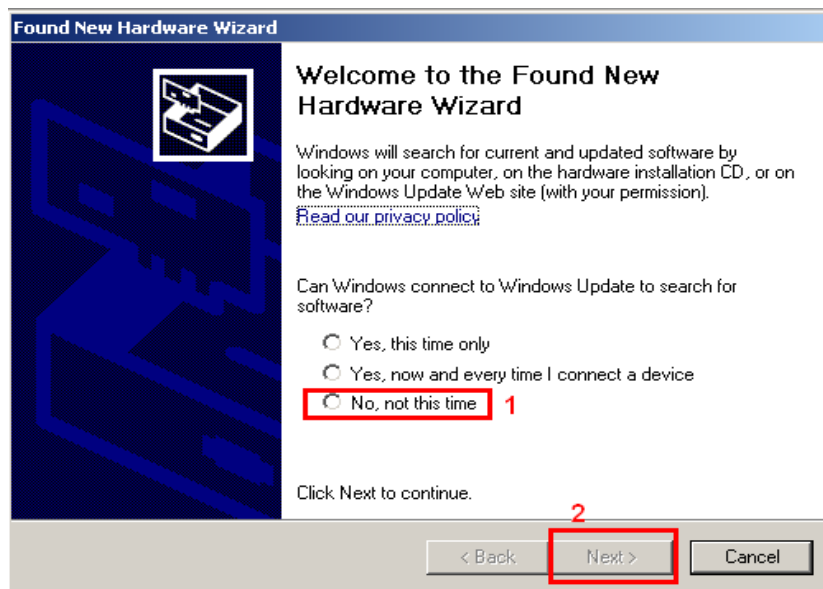 Found New Hardware Wizard
Welcome to the Found New
Hardware Wizard
Windows will search for current and updated software by
looking on your computer, on the hardware installation CD, or on
the Windows Update Web site (with your permission).
Read our privacy policy
Can Windows connect to Windows Update to search for
software?
Yes, this time only
Yes, now and every time I connect a device
No, not this time 1
Click Next to continue.
2
< Back Next > Cancel